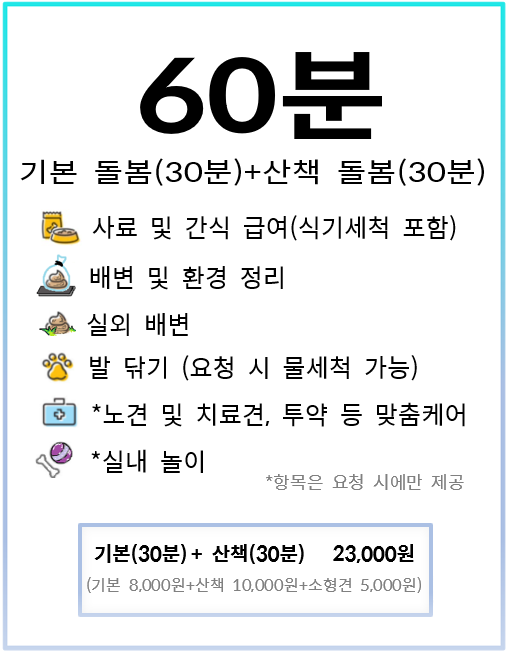 60분
기본 돌봄(30분)+산책 돌봄(30분)
사료 및 간식 급여(식기세척 포함)
배변 및 환경 정리
실외 배변
발 닦기 (요청 시 물세척 가능)
*노견 및 치료견, 투약 등 맞춤케어
*실내 놀이
*항목은 요청 시에만 제공
기본(30분) + 산책(30분) 23,000원
(기본 8,000원+산책 10,000원+소형견 5,000원)